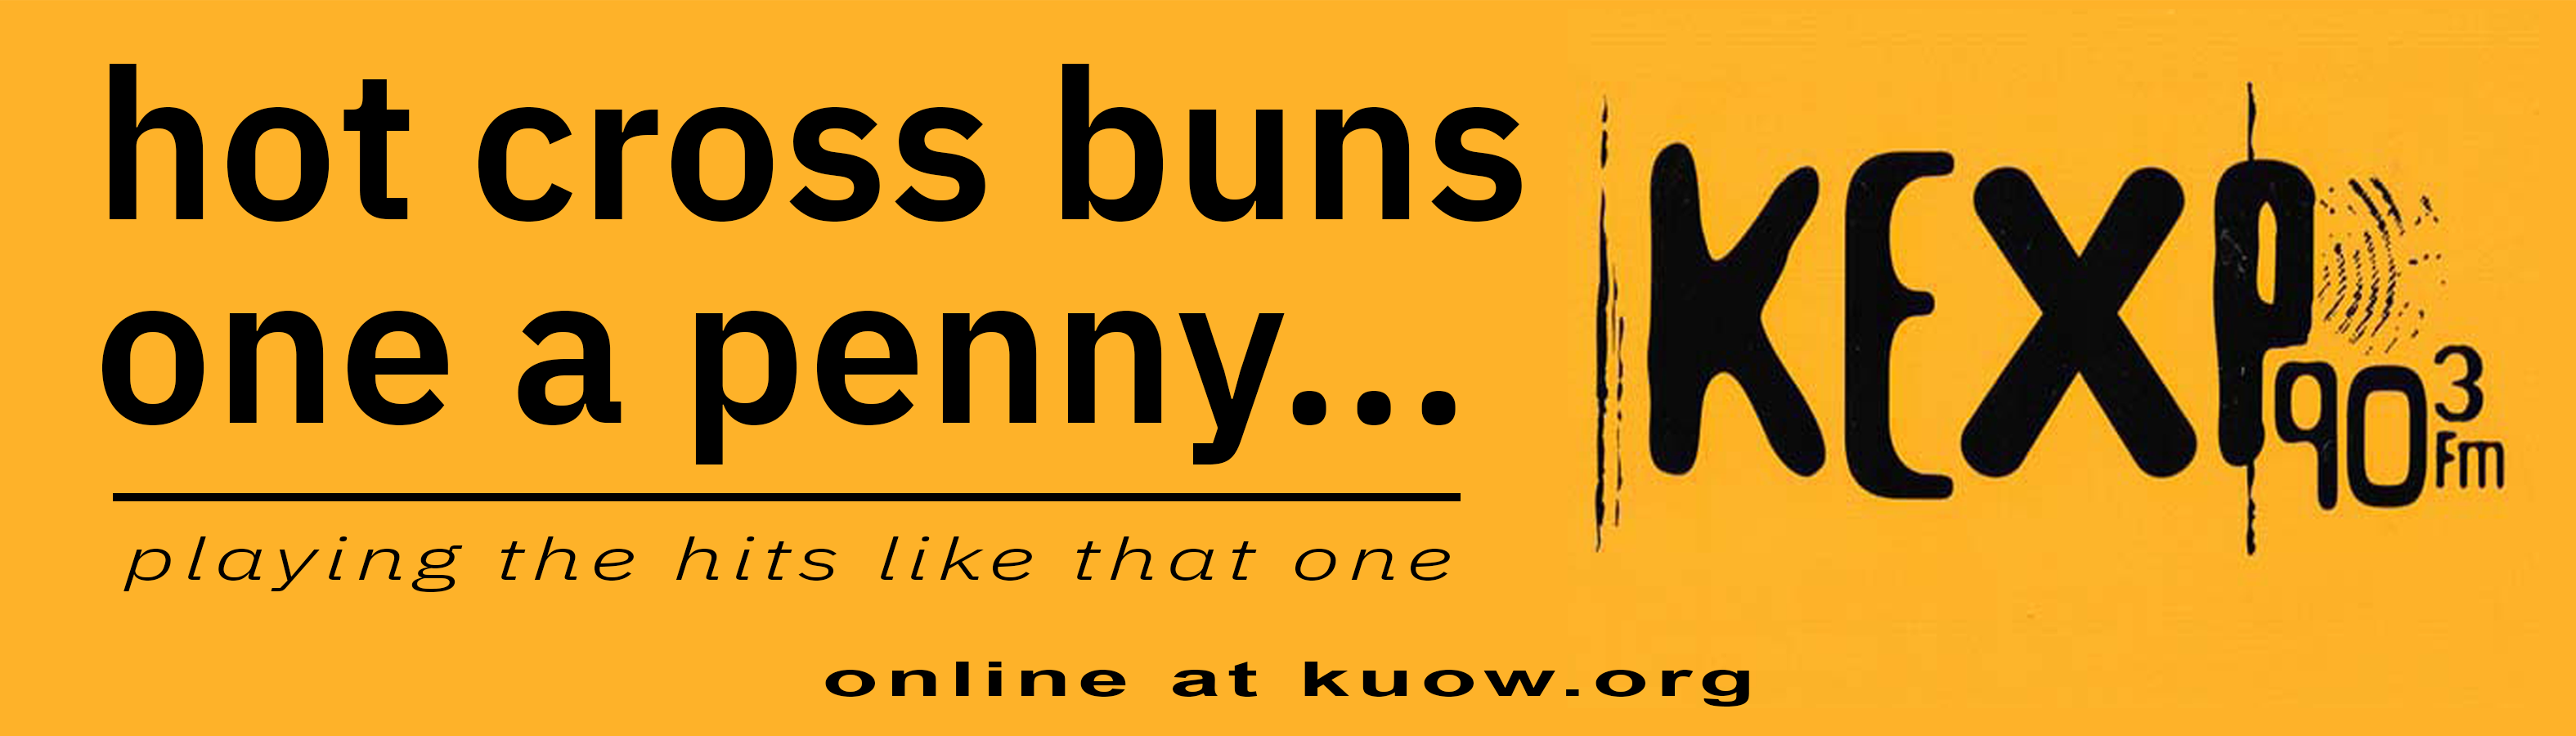 hot cross buns
one a penny...
playing the hits like that one
KEXP
90 3
Fm
online at kuow.org